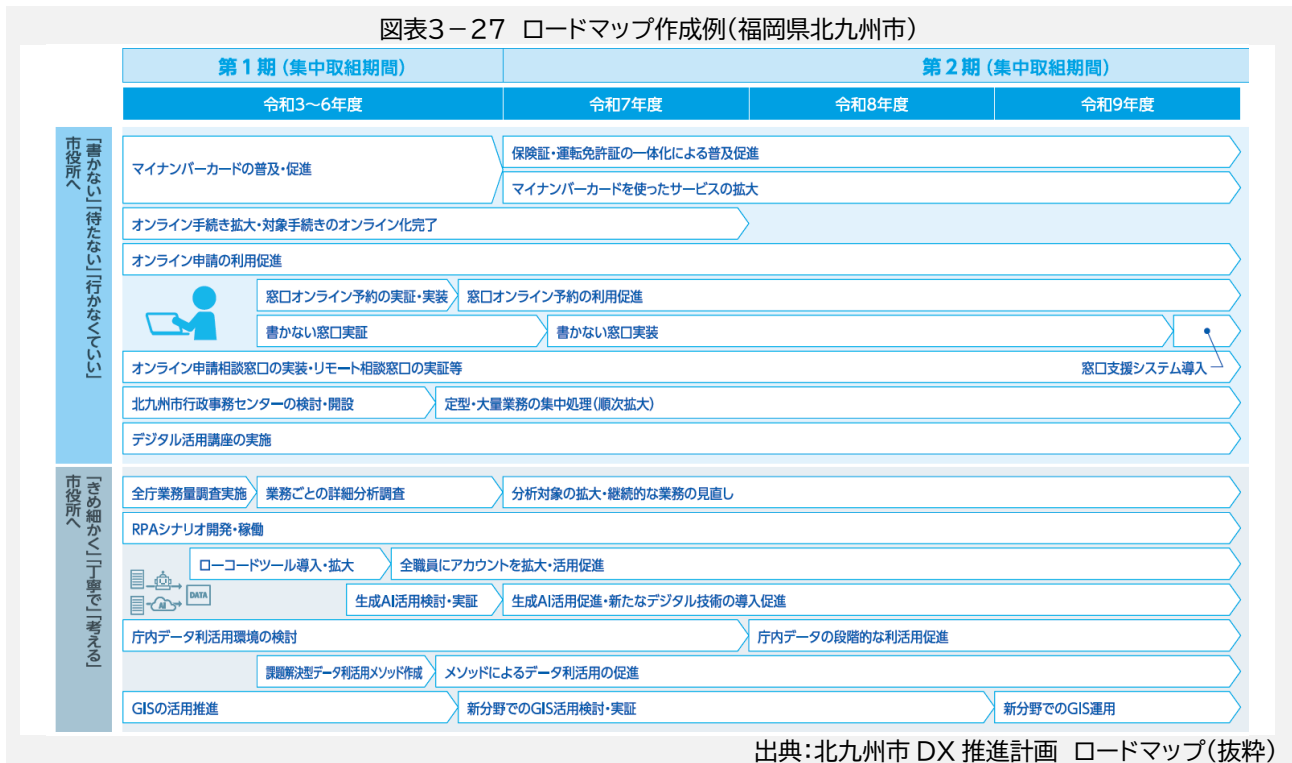 図表3－27 ロードマップ作成例(福岡県北九州市)
第1期(集中取組期間)
第2期(集中取組期間)
令和3～6年度
令和7年度
令和8年度
令和9年度
「書かない」「待たない」「行かなくていい」
市役所へ
マイナンバーカードの普及・促進
保険証・運転免許証の一体化による普及促進
マイナンバーカードを使ったサービスの拡大
オンライン手続き拡大・対象手続きのオンライン化完了
オンライン申請の利用促進
窓口オンライン予約の実証・実装
窓口オンライン予約の利用促進
書かない窓口実証
書かない窓口実装
オンライン申請相談窓口の実装・リモート相談窓口の実証等
窓口支援システム導入
北九州市行政事務センターの検討・開設
定型・大量業務の集中処理(順次拡大)
デジタル活用講座の実施
「きめ細かく」「丁寧で」「考える」
市役所へ
全庁業務量調査実施
業務ごとの詳細分析調査
分析対象の拡大・継続的な業務の見直し
RPAシナリオ開発・稼働
ローコードツール導入・拡大
全職員にアカウントを拡大・活用促進
DATA
AI
生成AI活用検討・実証
生成AI活用促進・新たなデジタル技術の導入促進
庁内データ利活用環境の検討
庁内データの段階的な利活用促進
課題解決型データ利活用メソッド作成
メソッドによるデータ利活用の促進
GISの活用推進
新分野でのGIS活用検討・実証
新分野でのGIS運用
出典:北九州市 DX 推進計画 ロードマップ(抜粋)